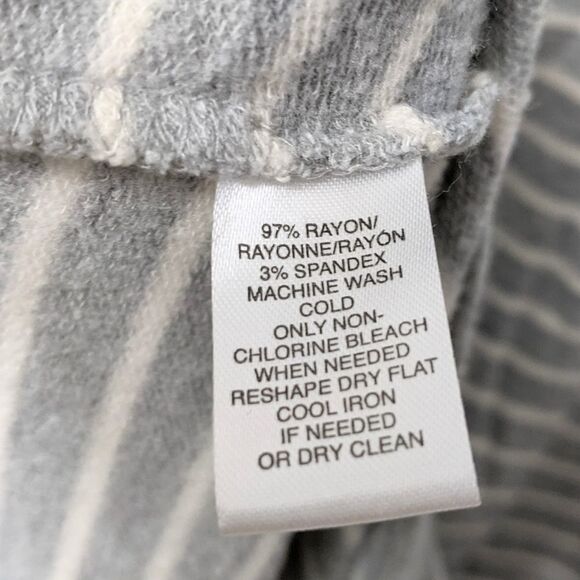 97% RAYON/
RAYONNE/RAYÓN
3% SPANDEX
MACHINE WASH
COLD
ONLY NON-
CHLORINE BLEACH
WHEN NEEDED
RESHAPE DRY FLAT
COOL IRON
IF NEEDED
OR DRY CLEAN